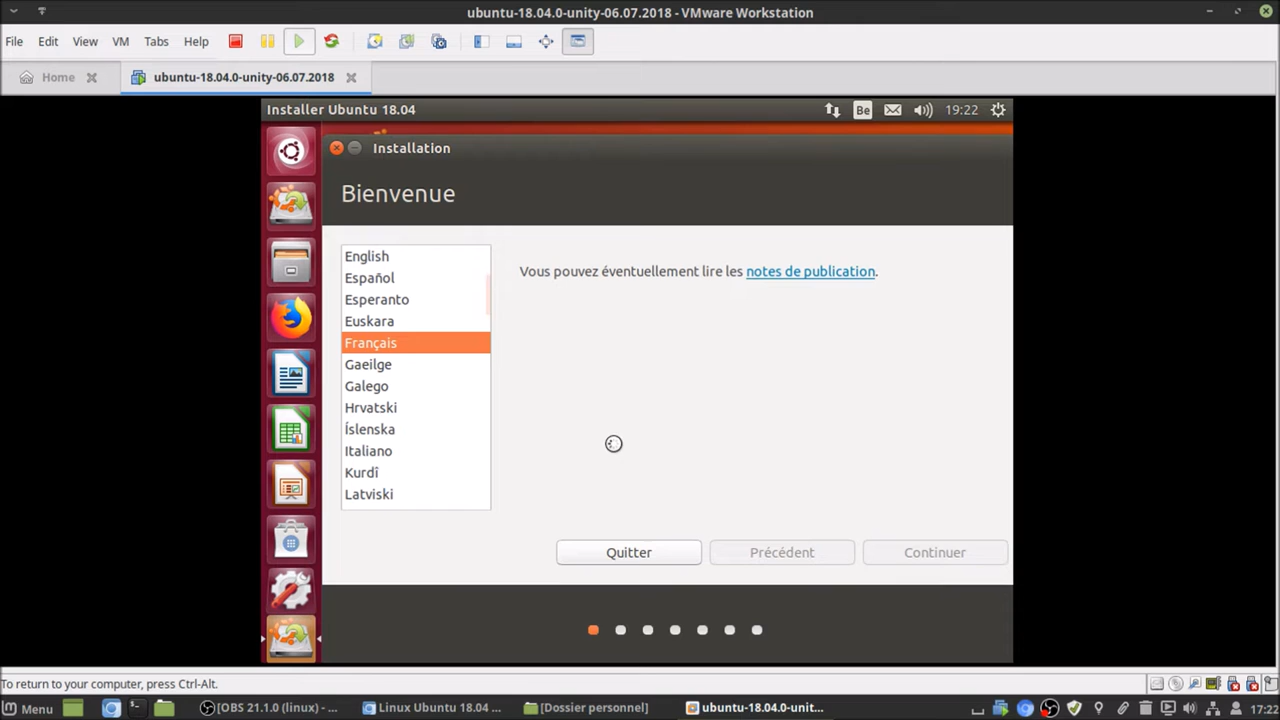 ubuntu-18.04.0-unity-06.07.2018 - VMware Workstation
File Edit View VM Tabs Help
Home ubuntu-18.04.0-unity-06.07.2018
Installer Ubuntu 18.04 Be 19:22
Installation
Bienvenue
English
Español
Esperanto
Euskara
Français
Gaeilge
Galego
Hrvatski
Íslenska
Italiano
Kurdî
Latviski
Vous pouvez éventuellement lire les notes de publication.
Quitter Précédent Continuer
To return to your computer, press Ctrl-Alt.
Menu [OBS 21.1.0 (linux) - ... Linux Ubuntu 18.04 ... [Dossier personnel] ubuntu-18.04.0-unit... 17:22